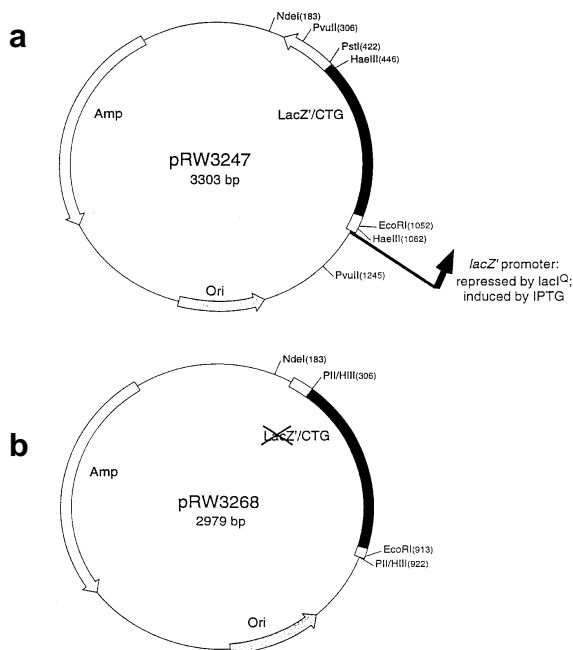 a
NdeI(183)
PvuII(306)
PstI(422)
HaeIII(446)
Amp
LacZ'/CTG
pRW3247
3303 bp
EcoRI(1052)
HaeIII(1062)
PvuII(1245)
Ori
lacZ' promoter:
repressed by lacIQ;
induced by IPTG
b
NdeI(183)
PII/HIII(306)
LacZ'/CTG
Amp
pRW3268
2979 bp
EcoRI(913)
PII/HIII(922)
Ori